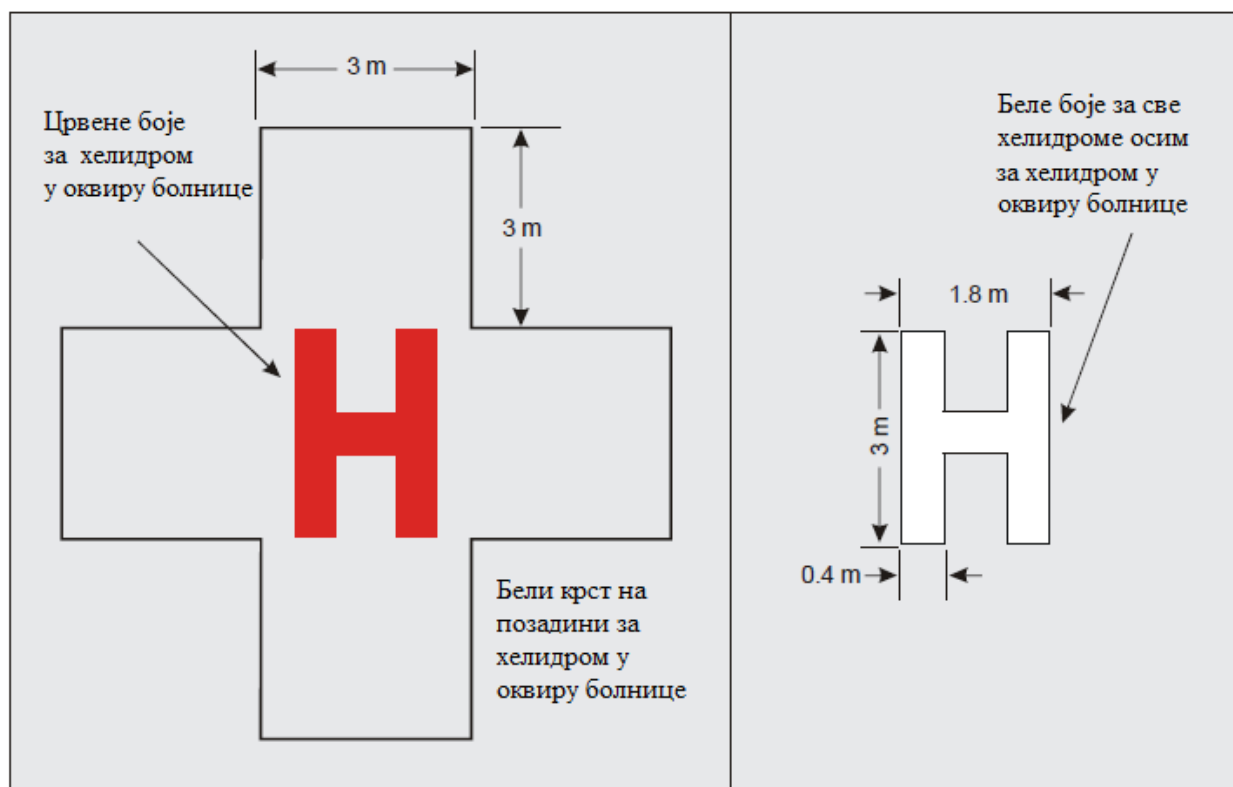 3 m
Црвене боје
за хелидром
у оквиру болнице
3 m
H
Бели крст на
позадини за
хелидром у
оквиру болнице
Беле боје за све
хелидроме осим
за хелидром у
оквиру болнице
1.8 m
3 m
H
0.4 m